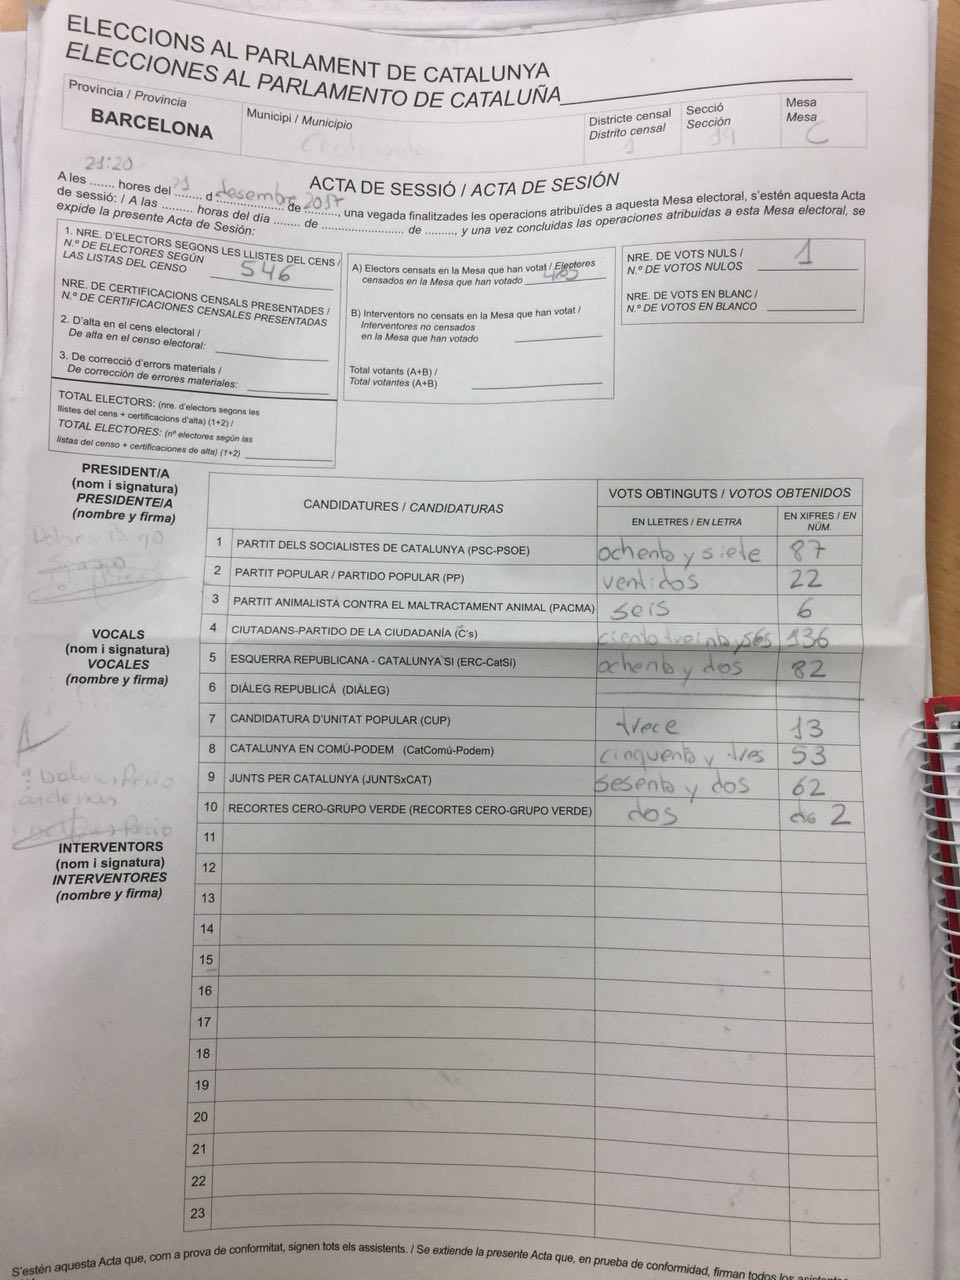 ELECCIONS AL PARLAMENT DE CATALUNYA
ELECCIONES AL PARLAMENTO DE CATALUÑA
Província / Provincia
BARCELONA
Municipi / Municipio
Districte censal
Distrito censal
1
Secció
Sección
19
Mesa
Mesa
C
ACTA DE SESSIÓ / ACTA DE SESIÓN
21:20 21 desembre 2017
A les ....... hores del ....... d ................. de ........., una vegada finalitzades les operacions atribuïdes a aquesta Mesa electoral, s'estén aquesta Acta
de sessió: / A las ......... horas del día ....... de ...................... de ........, y una vez concluidas las operaciones atribuidas a esta Mesa electoral, se
expide la presente Acta de Sesión:
1. NRE. D'ELECTORS SEGONS LES LLISTES DEL CENS /
N.º DE ELECTORES SEGÚN
LAS LISTAS DEL CENSO 546
NRE. DE CERTIFICACIONS CENSALS PRESENTADES /
N.º DE CERTIFICACIONES CENSALES PRESENTADAS
2. D'alta en el cens electoral /
De alta en el censo electoral:
3. De correcció d'errors materials /
De corrección de errores materiales:
TOTAL ELECTORS: (nre. d'electors segons les
llistes del cens + certificacions d'alta) (1+2) /
TOTAL ELECTORES: (nº electores según las
listas del censo + certificaciones de alta) (1+2)
A) Electors censats en la Mesa que han votat / Electores
censados en la Mesa que han votado
B) Interventors no censats en la Mesa que han votat /
Interventores no censados
en la Mesa que han votado
Total votants (A+B) /
Total votantes (A+B)
NRE. DE VOTS NULS /
N.º DE VOTOS NULOS 1
NRE. DE VOTS EN BLANC /
N.º DE VOTOS EN BLANCO
PRESIDENT/A
(nom i signatura)
PRESIDENTE/A
(nombre y firma)
VOCALS
(nom i signatura)
VOCALES
(nombre y firma)
Dolores Recio
Recio
INTERVENTORS
(nom i signatura)
INTERVENTORES
(nombre y firma)
CANDIDATURES / CANDIDATURAS
VOTS OBTINGUTS / VOTOS OBTENIDOS
EN LLETRES / EN LETRA
EN XIFRES / EN NÚM.
1 PARTIT DELS SOCIALISTES DE CATALUNYA (PSC-PSOE) ochenta y siete 87
2 PARTIT POPULAR / PARTIDO POPULAR (PP) ventidos 22
3 PARTIT ANIMALISTA CONTRA EL MALTRACTAMENT ANIMAL (PACMA) seis 6
4 CIUTADANS-PARTIDO DE LA CIUDADANÍA (C's) ciento treinta y seis 136
5 ESQUERRA REPUBLICANA - CATALUNYA SÍ (ERC-CatSí) ochenta y dos 82
6 DIÀLEG REPUBLICÀ (DIÀLEG)
7 CANDIDATURA D'UNITAT POPULAR (CUP) trece 13
8 CATALUNYA EN COMÚ-PODEM (CatComú-Podem) cinquenta y tres 53
9 JUNTS PER CATALUNYA (JUNTSxCAT) sesenta y dos 62
10 RECORTES CERO-GRUPO VERDE (RECORTES CERO-GRUPO VERDE) dos 2
11
12
13
14
15
16
17
18
19
20
21
22
23
S'estén aquesta Acta que, com a prova de conformitat, signen tots els assistents. / Se extiende la presente Acta que, en prueba de conformidad, firman todos los